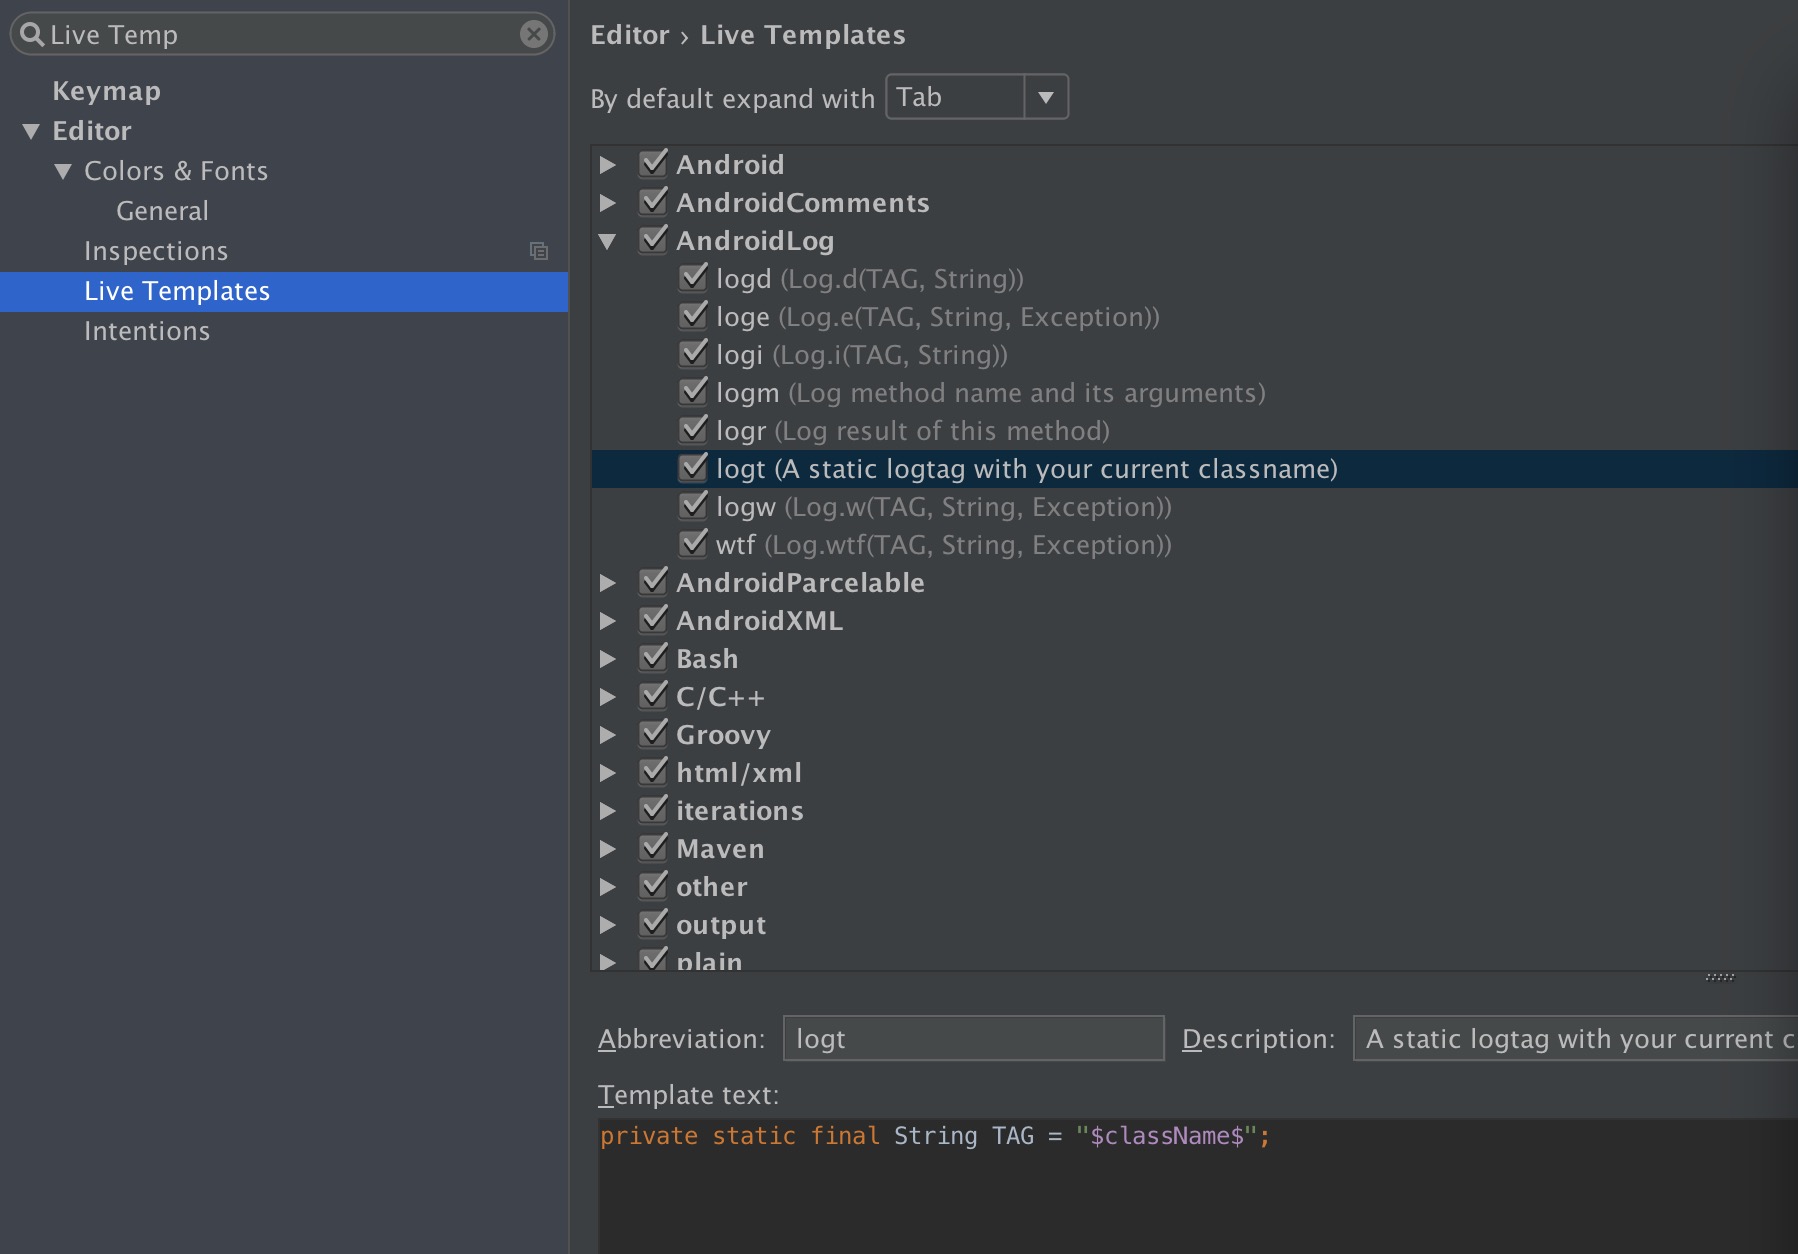 Live Temp
Keymap
Editor
Colors & Fonts
General
Inspections
Live Templates
Intentions
Editor › Live Templates
By default expand with Tab
Android
AndroidComments
AndroidLog
logd (Log.d(TAG, String))
loge (Log.e(TAG, String, Exception))
logi (Log.i(TAG, String))
logm (Log method name and its arguments)
logr (Log result of this method)
logt (A static logtag with your current classname)
logw (Log.w(TAG, String, Exception))
wtf (Log.wtf(TAG, String, Exception))
AndroidParcelable
AndroidXML
Bash
C/C++
Groovy
html/xml
iterations
Maven
other
output
plain
Abbreviation: logt Description: A static logtag with your current c
Template text:
private static final String TAG = "$className$";